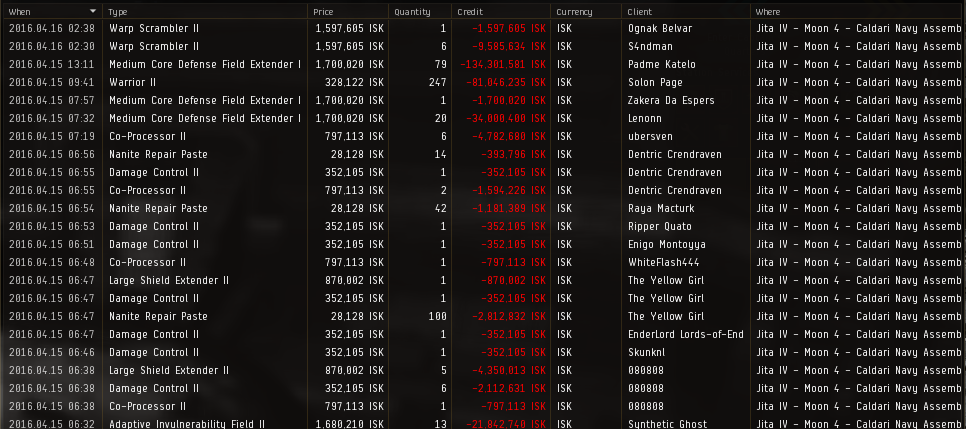 When Type Price Quantity Credit Currency Client Where
2016.04.16 02:38 Warp Scrambler II 1,597,605 ISK 1 -1,597,605 ISK ISK Ognak Belvar Jita IV - Moon 4 - Caldari Navy Assemb
2016.04.16 02:30 Warp Scrambler II 1,597,605 ISK 6 -9,585,634 ISK ISK S4ndman Jita IV - Moon 4 - Caldari Navy Assemb
2016.04.15 13:11 Medium Core Defense Field Extender I 1,700,020 ISK 79 -134,301,581 ISK ISK Padme Katelo Jita IV - Moon 4 - Caldari Navy Assemb
2016.04.15 09:41 Warrior II 328,122 ISK 247 -81,046,235 ISK ISK Solon Page Jita IV - Moon 4 - Caldari Navy Assemb
2016.04.15 07:57 Medium Core Defense Field Extender I 1,700,020 ISK 1 -1,700,020 ISK ISK Zakera Da Espers Jita IV - Moon 4 - Caldari Navy Assemb
2016.04.15 07:32 Medium Core Defense Field Extender I 1,700,020 ISK 20 -34,000,400 ISK ISK Lenonn Jita IV - Moon 4 - Caldari Navy Assemb
2016.04.15 07:19 Co-Processor II 797,113 ISK 6 -4,782,680 ISK ISK ubersven Jita IV - Moon 4 - Caldari Navy Assemb
2016.04.15 06:56 Nanite Repair Paste 28,128 ISK 14 -393,796 ISK ISK Dentric Crendraven Jita IV - Moon 4 - Caldari Navy Assemb
2016.04.15 06:55 Damage Control II 352,105 ISK 1 -352,105 ISK ISK Dentric Crendraven Jita IV - Moon 4 - Caldari Navy Assemb
2016.04.15 06:55 Co-Processor II 797,113 ISK 2 -1,594,226 ISK ISK Dentric Crendraven Jita IV - Moon 4 - Caldari Navy Assemb
2016.04.15 06:54 Nanite Repair Paste 28,128 ISK 42 -1,181,389 ISK ISK Raya Macturk Jita IV - Moon 4 - Caldari Navy Assemb
2016.04.15 06:53 Damage Control II 352,105 ISK 1 -352,105 ISK ISK Ripper Quato Jita IV - Moon 4 - Caldari Navy Assemb
2016.04.15 06:51 Damage Control II 352,105 ISK 1 -352,105 ISK ISK Enigo Montoyya Jita IV - Moon 4 - Caldari Navy Assemb
2016.04.15 06:48 Co-Processor II 797,113 ISK 1 -797,113 ISK ISK WhiteFlash444 Jita IV - Moon 4 - Caldari Navy Assemb
2016.04.15 06:47 Large Shield Extender II 870,002 ISK 1 -870,002 ISK ISK The Yellow Girl Jita IV - Moon 4 - Caldari Navy Assemb
2016.04.15 06:47 Damage Control II 352,105 ISK 1 -352,105 ISK ISK The Yellow Girl Jita IV - Moon 4 - Caldari Navy Assemb
2016.04.15 06:47 Nanite Repair Paste 28,128 ISK 100 -2,812,832 ISK ISK The Yellow Girl Jita IV - Moon 4 - Caldari Navy Assemb
2016.04.15 06:47 Damage Control II 352,105 ISK 1 -352,105 ISK ISK Enderlord Lords-of-End Jita IV - Moon 4 - Caldari Navy Assemb
2016.04.15 06:46 Damage Control II 352,105 ISK 1 -352,105 ISK ISK Skunknl Jita IV - Moon 4 - Caldari Navy Assemb
2016.04.15 06:38 Large Shield Extender II 870,002 ISK 5 -4,350,013 ISK ISK 080808 Jita IV - Moon 4 - Caldari Navy Assemb
2016.04.15 06:38 Damage Control II 352,105 ISK 6 -2,112,631 ISK ISK 080808 Jita IV - Moon 4 - Caldari Navy Assemb
2016.04.15 06:38 Co-Processor II 797,113 ISK 1 -797,113 ISK ISK 080808 Jita IV - Moon 4 - Caldari Navy Assemb
2016.04.15 06:32 Adaptive Invulnerability Field II 1,680,210 ISK 13 -21,842,740 ISK ISK Synthetic Ghost Jita IV - Moon 4 - Caldari Navy Assemb